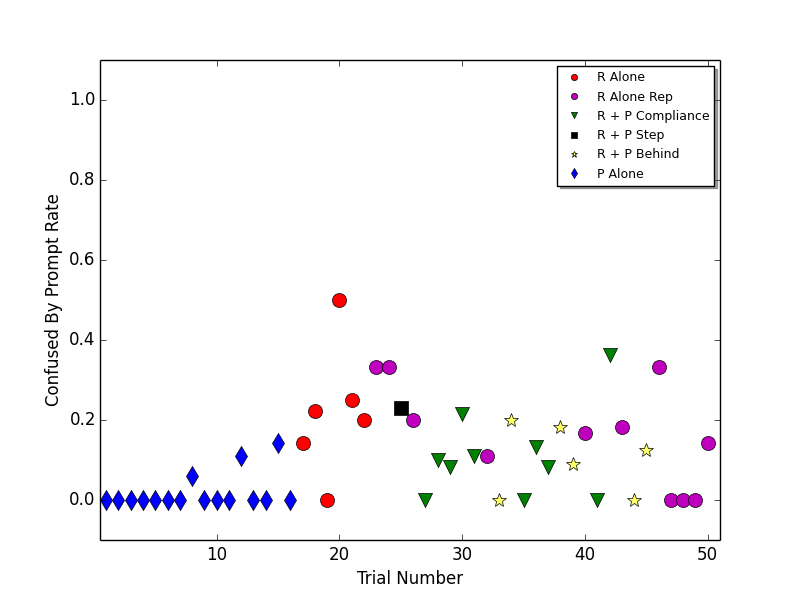 R Alone
R Alone Rep
R + P Compliance
R + P Step
R + P Behind
P Alone
1.0
0.8
0.6
0.4
0.2
0.0
Confused By Prompt Rate
10 20 30 40 50
Trial Number